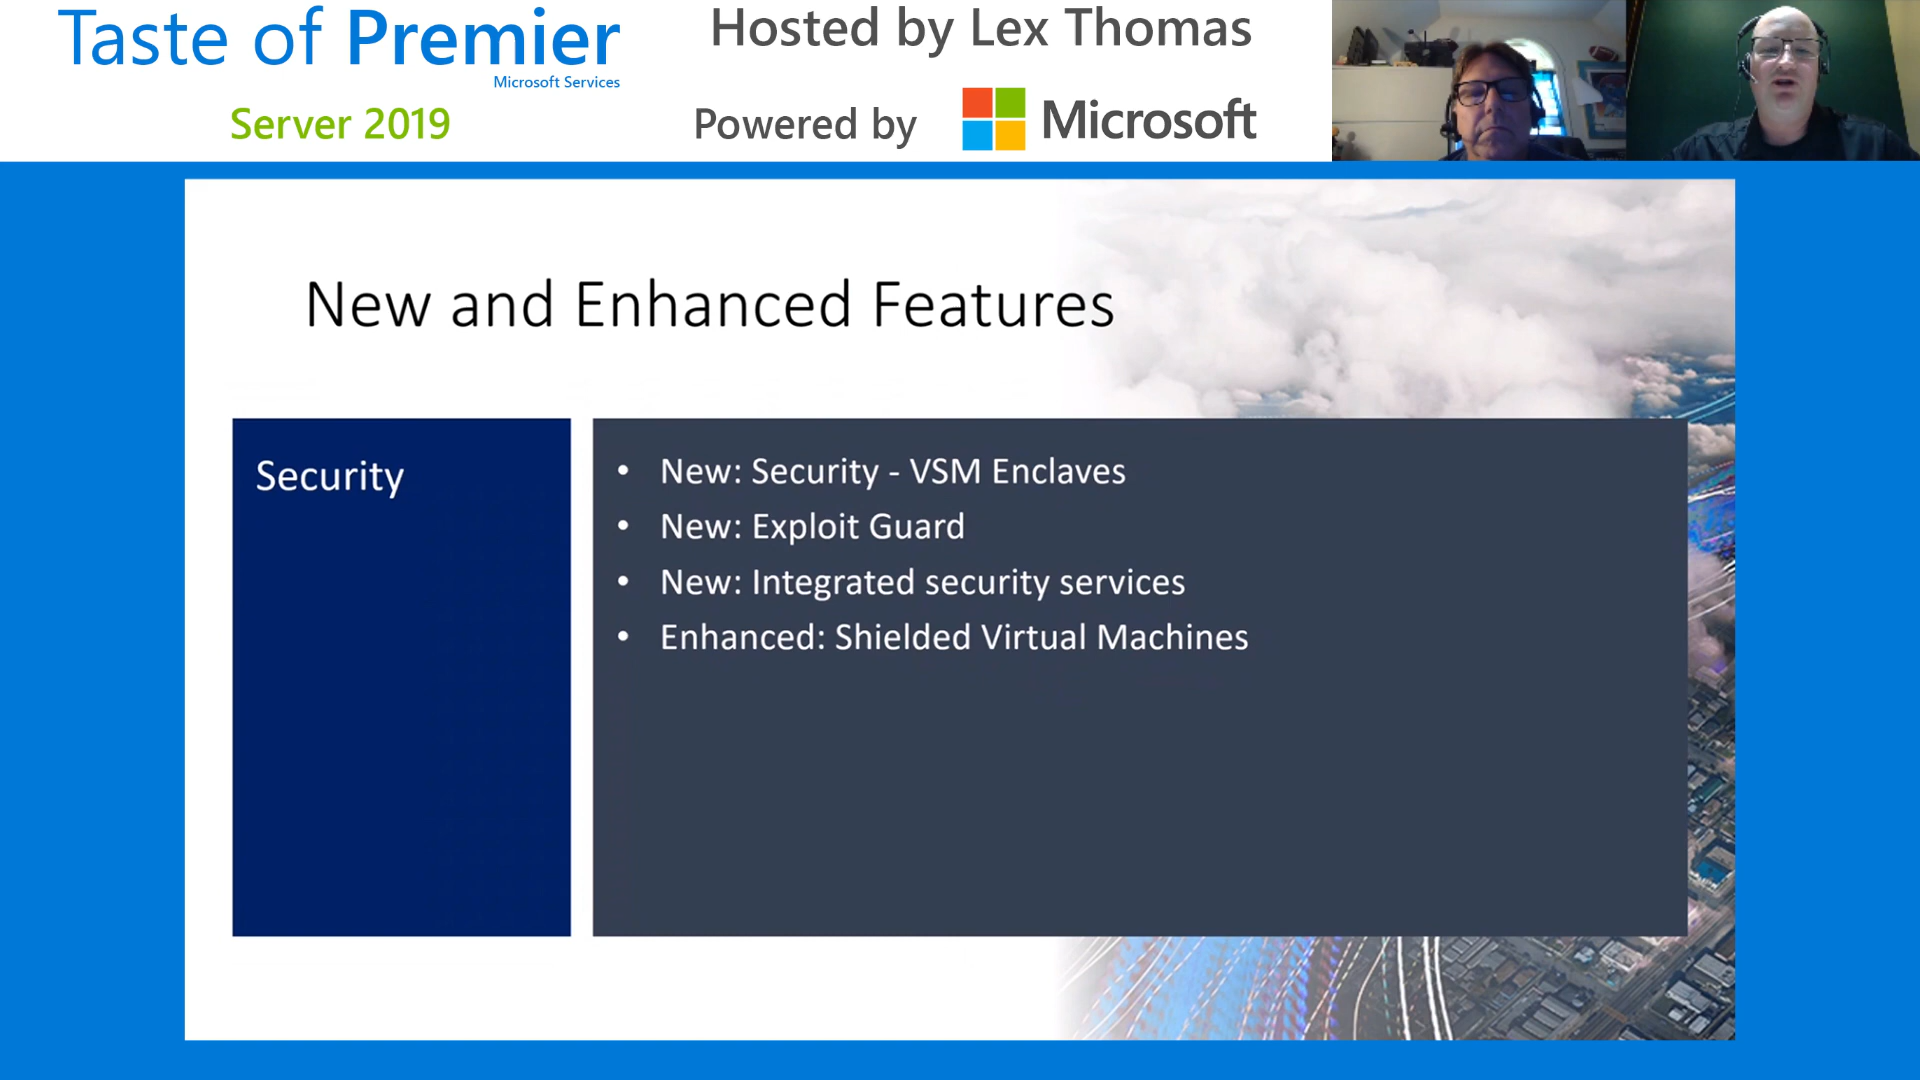 Taste of Premier
Microsoft Services
Server 2019
Hosted by Lex Thomas
Powered by Microsoft
New and Enhanced Features
Security
• New: Security - VSM Enclaves
• New: Exploit Guard
• New: Integrated security services
• Enhanced: Shielded Virtual Machines